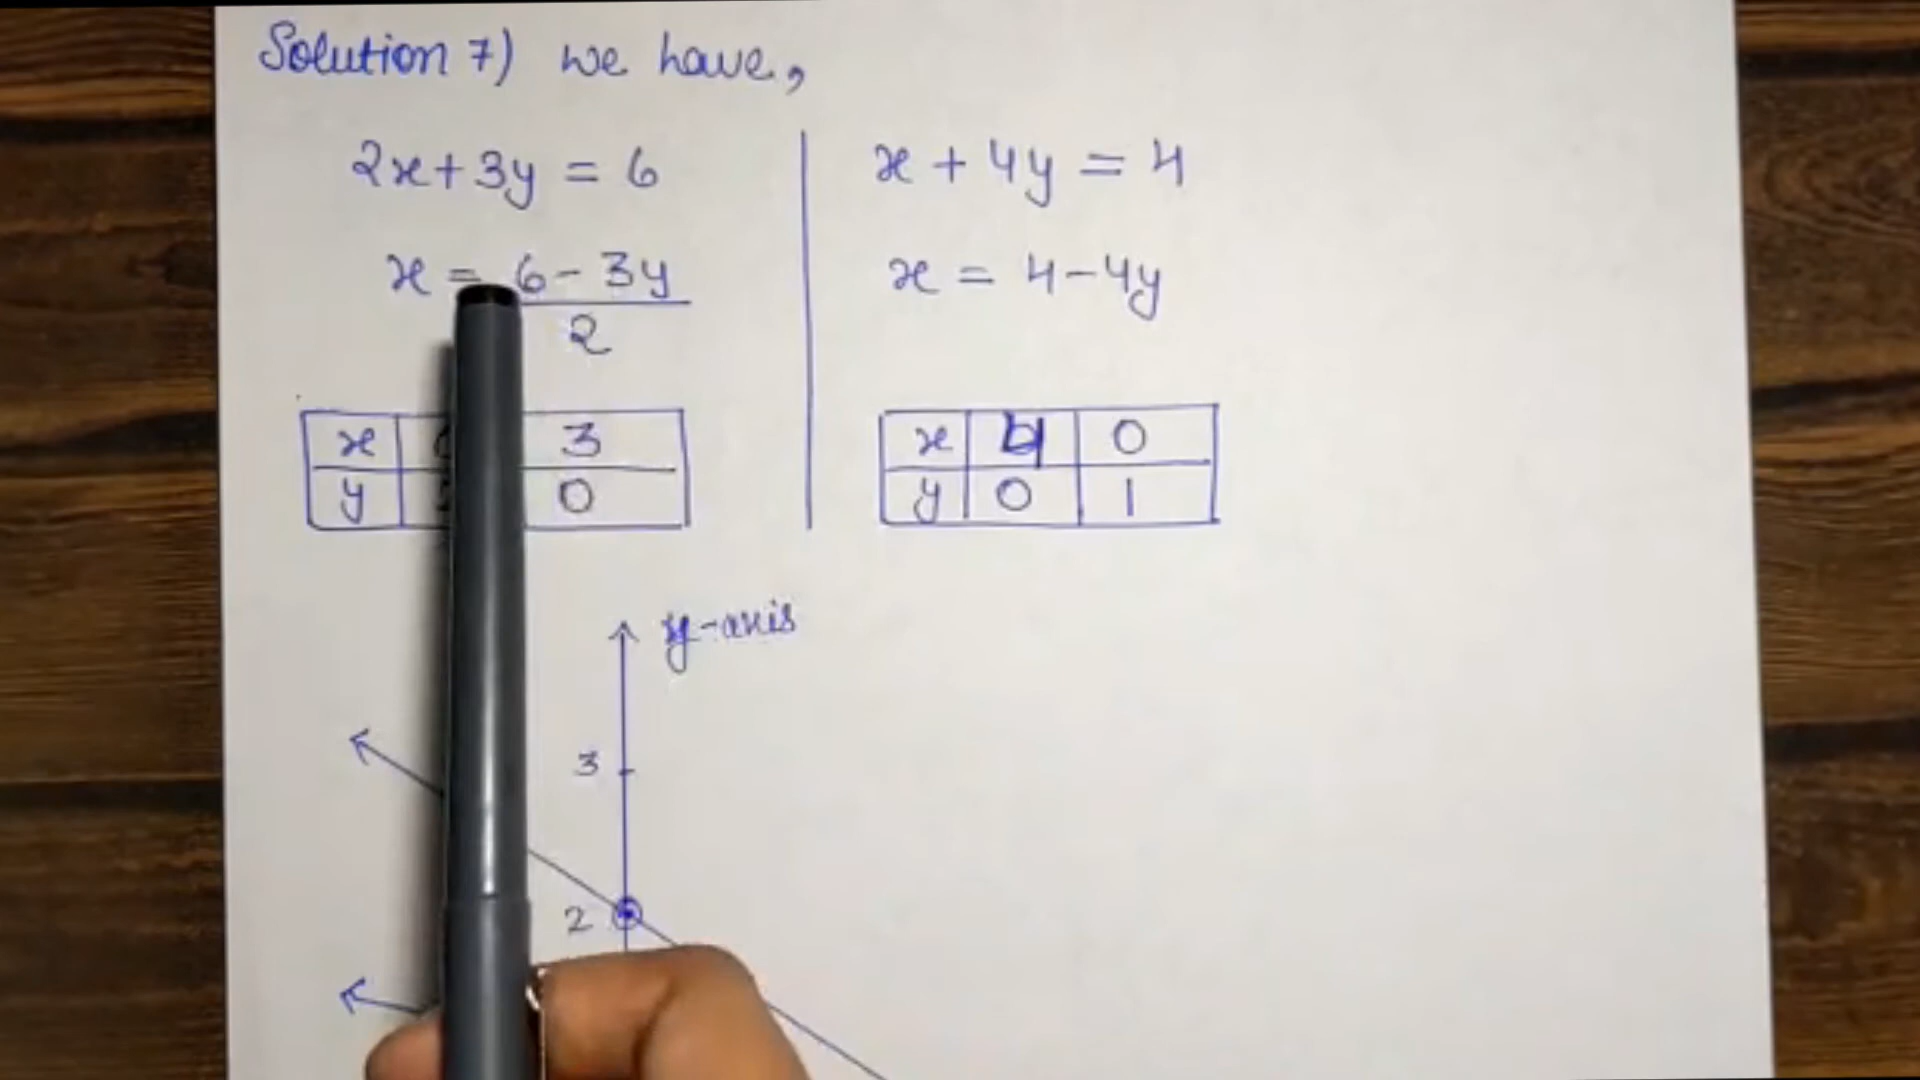 Solution 7) we have,
2x+3y = 6
x = 6-3y
2
x 3
y 0
x + 4y = 4
x = 4-4y
x 4 0
y 0 1
y-axis
3
2